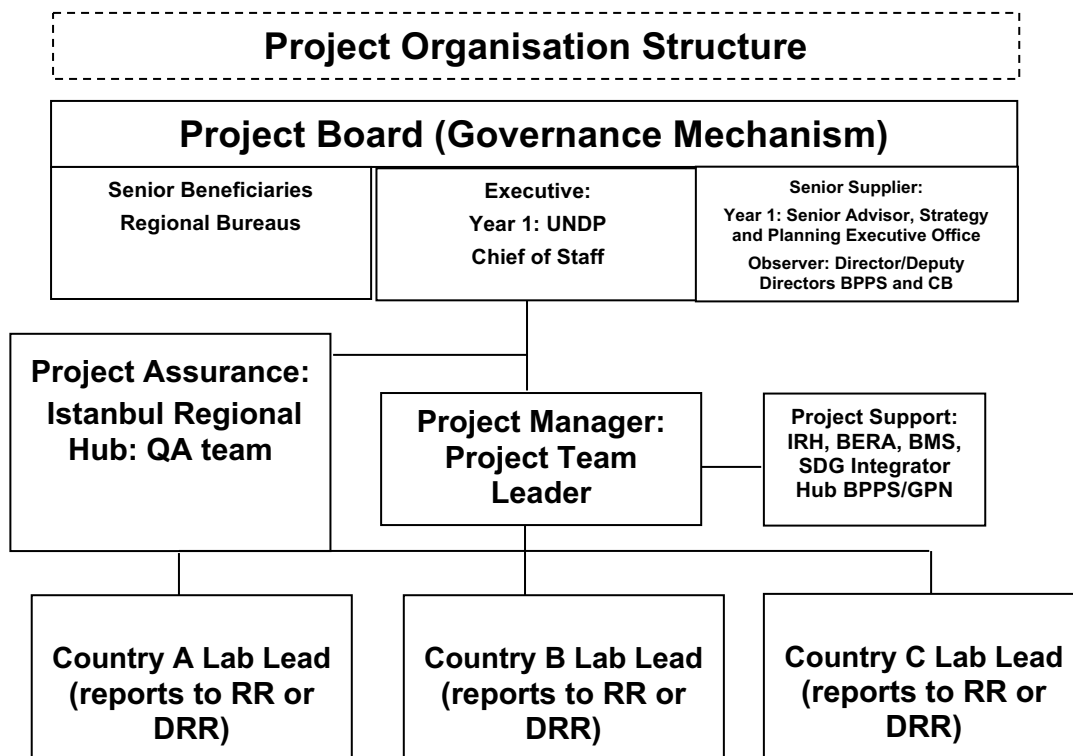 Project Organisation Structure
Project Board (Governance Mechanism)
Senior Beneficiaries
Regional Bureaus
Executive:
Year 1: UNDP
Chief of Staff
Senior Supplier:
Year 1: Senior Advisor, Strategy
and Planning Executive Office
Observer: Director/Deputy
Directors BPPS and CB
Project Assurance:
Istanbul Regional
Hub: QA team
Project Manager:
Project Team
Leader
Project Support:
IRH, BERA, BMS,
SDG Integrator
Hub BPPS/GPN
Country A Lab Lead
(reports to RR or
DRR)
Country B Lab Lead
(reports to RR or
DRR)
Country C Lab Lead
(reports to RR or
DRR)